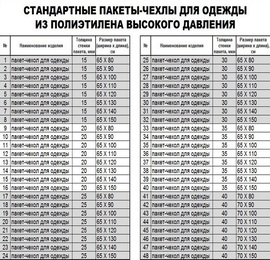 СТАНДАРТНЫЕ ПАКЕТЫ-ЧЕХЛЫ ДЛЯ ОДЕЖДЫ
ИЗ ПОЛИЭТИЛЕНА ВЫСОКОГО ДАВЛЕНИЯ
№ Наименование изделия Толщина стенки пакета, мкм Размер пакета (ширина х длина), см
1 пакет-чехол для одежды 15 65 X 80
2 пакет-чехол для одежды 15 65 X 90
3 пакет-чехол для одежды 15 65 X 100
4 пакет-чехол для одежды 15 65 X 110
5 пакет-чехол для одежды 15 65 X 120
6 пакет-чехол для одежды 15 65 X 130
7 пакет-чехол для одежды 15 65 X 140
8 пакет-чехол для одежды 15 65 X 150
9 пакет-чехол для одежды 20 65 X 80
10 пакет-чехол для одежды 20 65 X 90
11 пакет-чехол для одежды 20 65 X 100
12 пакет-чехол для одежды 20 65 X 110
13 пакет-чехол для одежды 20 65 X 120
14 пакет-чехол для одежды 20 65 X 130
15 пакет-чехол для одежды 20 65 X 140
16 пакет-чехол для одежды 20 65 X 150
17 пакет-чехол для одежды 25 65 X 80
18 пакет-чехол для одежды 25 65 X 90
19 пакет-чехол для одежды 25 65 X 100
20 пакет-чехол для одежды 25 65 X 110
21 пакет-чехол для одежды 25 65 X 120
22 пакет-чехол для одежды 25 65 X 130
23 пакет-чехол для одежды 25 65 X 140
24 пакет-чехол для одежды 25 65 X 150
№ Наименование изделия Толщина стенки пакета, мкм Размер пакета (ширина х длина), см
25 пакет-чехол для одежды 30 65 X 80
26 пакет-чехол для одежды 30 65 X 90
27 пакет-чехол для одежды 30 65 X 100
28 пакет-чехол для одежды 30 65 X 110
29 пакет-чехол для одежды 30 65 X 120
30 пакет-чехол для одежды 30 65 X 130
31 пакет-чехол для одежды 30 65 X 140
32 пакет-чехол для одежды 30 65 X 150
33 пакет-чехол для одежды 35 65 X 80
34 пакет-чехол для одежды 35 65 X 90
35 пакет-чехол для одежды 35 65 X 100
36 пакет-чехол для одежды 35 65 X 110
37 пакет-чехол для одежды 35 65 X 120
38 пакет-чехол для одежды 35 65 X 130
39 пакет-чехол для одежды 35 65 X 140
40 пакет-чехол для одежды 35 65 X 150
41 пакет-чехол для одежды 40
42 пакет-чехол для одежды 40 70 X 90
43 пакет-чехол для одежды 40
44 пакет-чехол для одежды 40
45 пакет-чехол для одежды 40
46 пакет-чехол для одежды 40
47 пакет-чехол для одежды 40 70 X 140
48 пакет-чехол для одежды 40 70 X 150